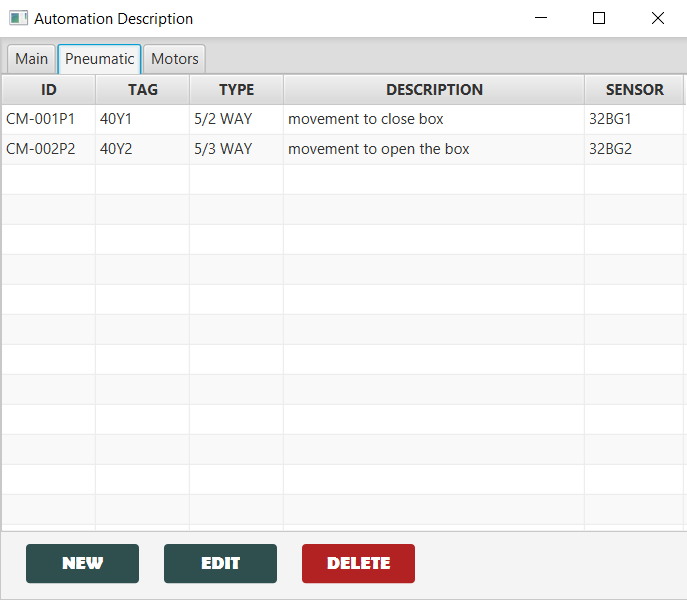 Automation Description
Main Pneumatic Motors
ID TAG TYPE DESCRIPTION SENSOR
CM-001P1 40Y1 5/2 WAY movement to close box 32BG1
CM-002P2 40Y2 5/3 WAY movement to open the box 32BG2
NEW EDIT DELETE